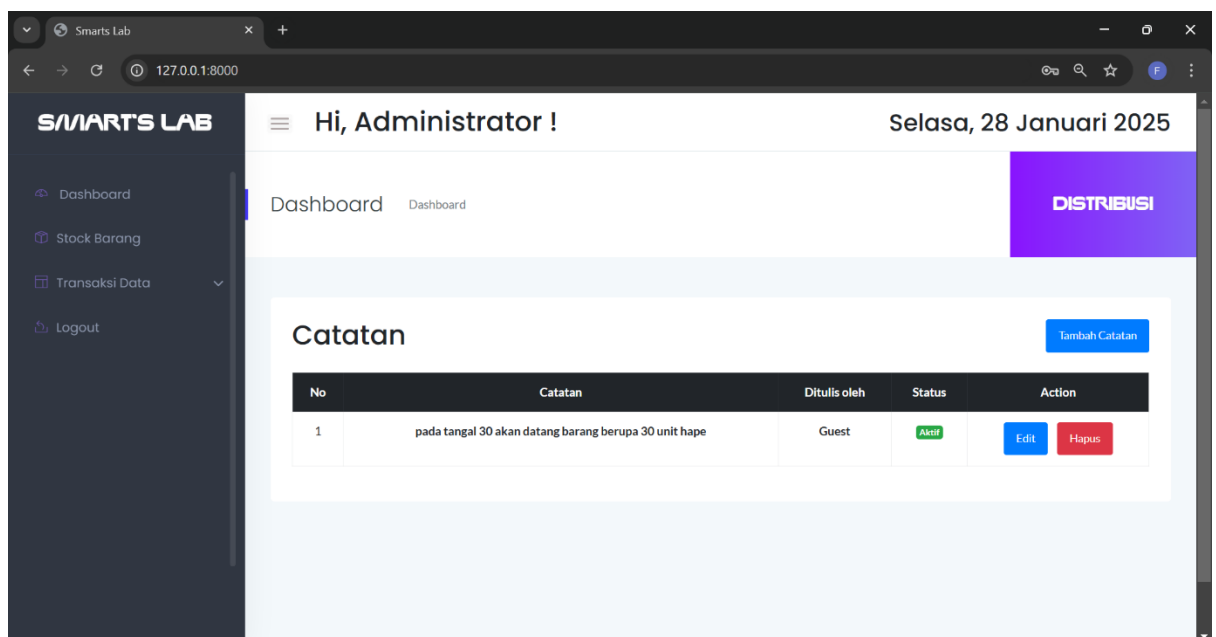 Smarts Lab
127.0.0.1:8000
F
SMARTS LAB
Hi, Administrator !
Selasa, 28 Januari 2025
Dashboard
Stock Barang
Transaksi Data
Logout
Dashboard Dashboard
DISTRIBUSI
Catatan
Tambah Catatan
No Catatan Ditulis oleh Status Action
1 pada tangal 30 akan datang barang berupa 30 unit hape Guest Aktif Edit Hapus